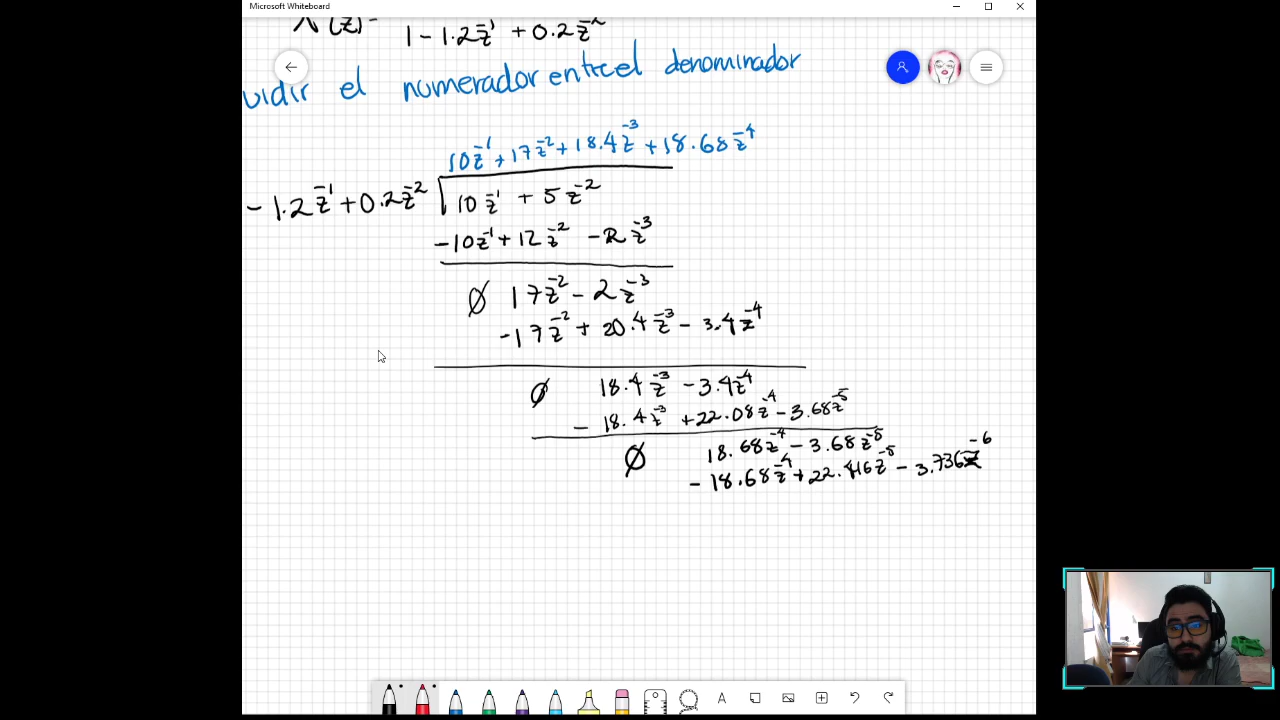 Microsoft Whiteboard
X(z)=
1 - 1.2z⁻¹ + 0.2z⁻²
vidir el numerador entre el denominador
10z⁻¹ + 17z⁻² + 18.4z⁻³ + 18.68z⁻⁴
- 1.2z⁻¹ + 0.2z⁻² 10z⁻¹ + 5z⁻²
-10z⁻¹ + 12z⁻² - 2z⁻³
0 17z⁻² - 2z⁻³
-17z⁻² + 20.4z⁻³ - 3.4z⁻⁴
0 18.4z⁻³ - 3.4z⁻⁴
- 18.4z⁻³ + 22.08z⁻⁴ - 3.68z⁻⁵
0 18.68z⁻⁴ - 3.68z⁻⁵
- 18.68z⁻⁴ + 22.416z⁻⁵ - 3.736z⁻⁶
A